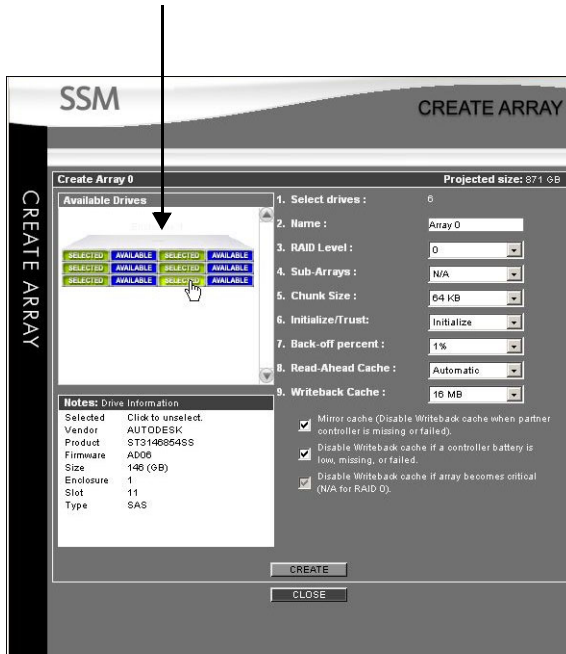 SSM
CREATE ARRAY
CREATE ARRAY
Create Array 0 Projected size: 871 GB
Available Drives
SELECTED AVAILABLE SELECTED AVAILABLE
SELECTED AVAILABLE SELECTED AVAILABLE
SELECTED AVAILABLE SELECTED AVAILABLE
1. Select drives : 6
2. Name : Array 0
3. RAID Level : 0
4. Sub-Arrays : N/A
5. Chunk Size : 64 KB
6. Initialize/Trust: Initialize
7. Back-off percent : 1%
8. Read-Ahead Cache : Automatic
9. Writeback Cache : 16 MB
Mirror cache (Disable Writeback cache when partner
controller is missing or failed).
Disable Writeback cache if a controller battery is
low, missing, or failed.
Disable Writeback cache if array becomes critical
(N/A for RAID 0).
Notes: Drive Information
Selected Click to unselect.
Vendor AUTODESK
Product ST3146854SS
Firmware AD06
Size 146 (GB)
Enclosure 1
Slot 11
Type SAS
CREATE
CLOSE